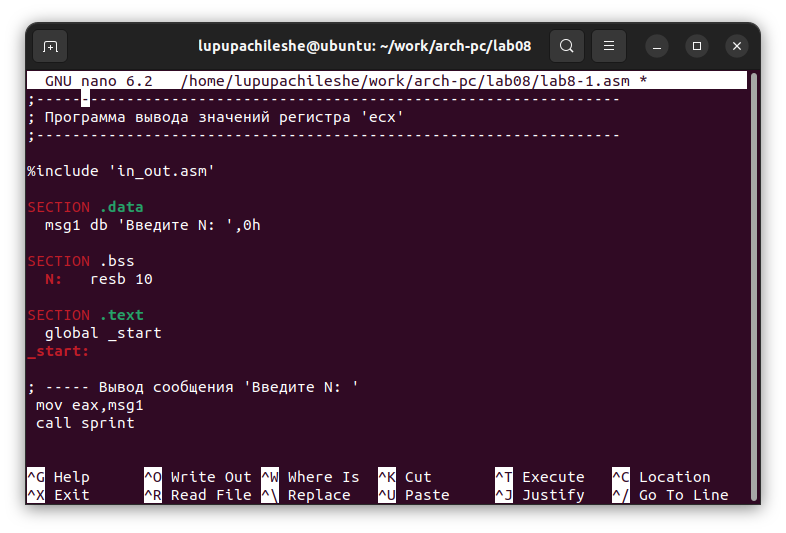 lupupachileshe@ubuntu: ~/work/arch-pc/lab08
GNU nano 6.2   /home/lupupachileshe/work/arch-pc/lab08/lab8-1.asm *
;-----------------------------------------------------------------
; Программа вывода значений регистра 'ecx'
;-----------------------------------------------------------------
%include 'in_out.asm'
SECTION .data
  msg1 db 'Введите N: ',0h
SECTION .bss
  N:   resb 10
SECTION .text
  global _start
_start:
; ----- Вывод сообщения 'Введите N: '
 mov eax,msg1
 call sprint
^G Help ^O Write Out ^W Where Is ^K Cut ^T Execute ^C Location
^X Exit ^R Read File ^\ Replace ^U Paste ^J Justify ^/ Go To Line